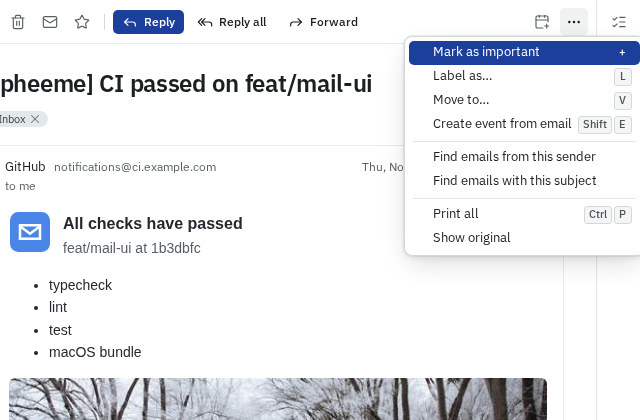 Reply
Reply all
Forward
Mark as important +
Label as... L
Move to... V
Create event from email Shift E
Find emails from this sender
Find emails with this subject
Print all Ctrl P
Show original
pheeme] CI passed on feat/mail-ui
Inbox
GitHub notifications@ci.example.com Thu, No
to me
All checks have passed
feat/mail-ui at 1b3dbfc
• typecheck
• lint
• test
• macOS bundle